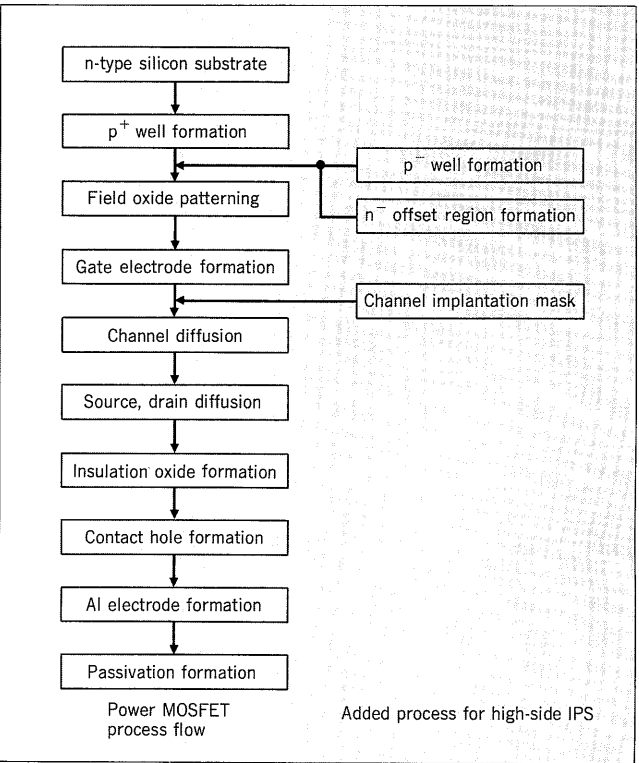 n-type silicon substrate
p⁺ well formation
p⁻ well formation
Field oxide patterning
n⁻ offset region formation
Gate electrode formation
Channel implantation mask
Channel diffusion
Source, drain diffusion
Insulation oxide formation
Contact hole formation
Al electrode formation
Passivation formation
Power MOSFET
process flow
Added process for high-side IPS